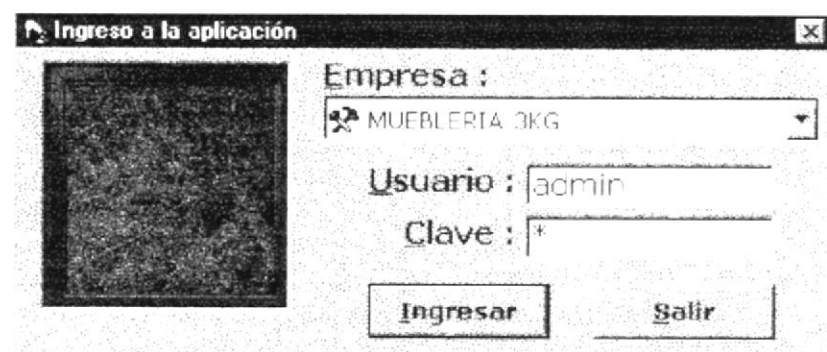 Ingreso a la aplicación
Empresa :
MUEBLERIA 3KG
Usuario : admin
Clave : *
Ingresar Salir